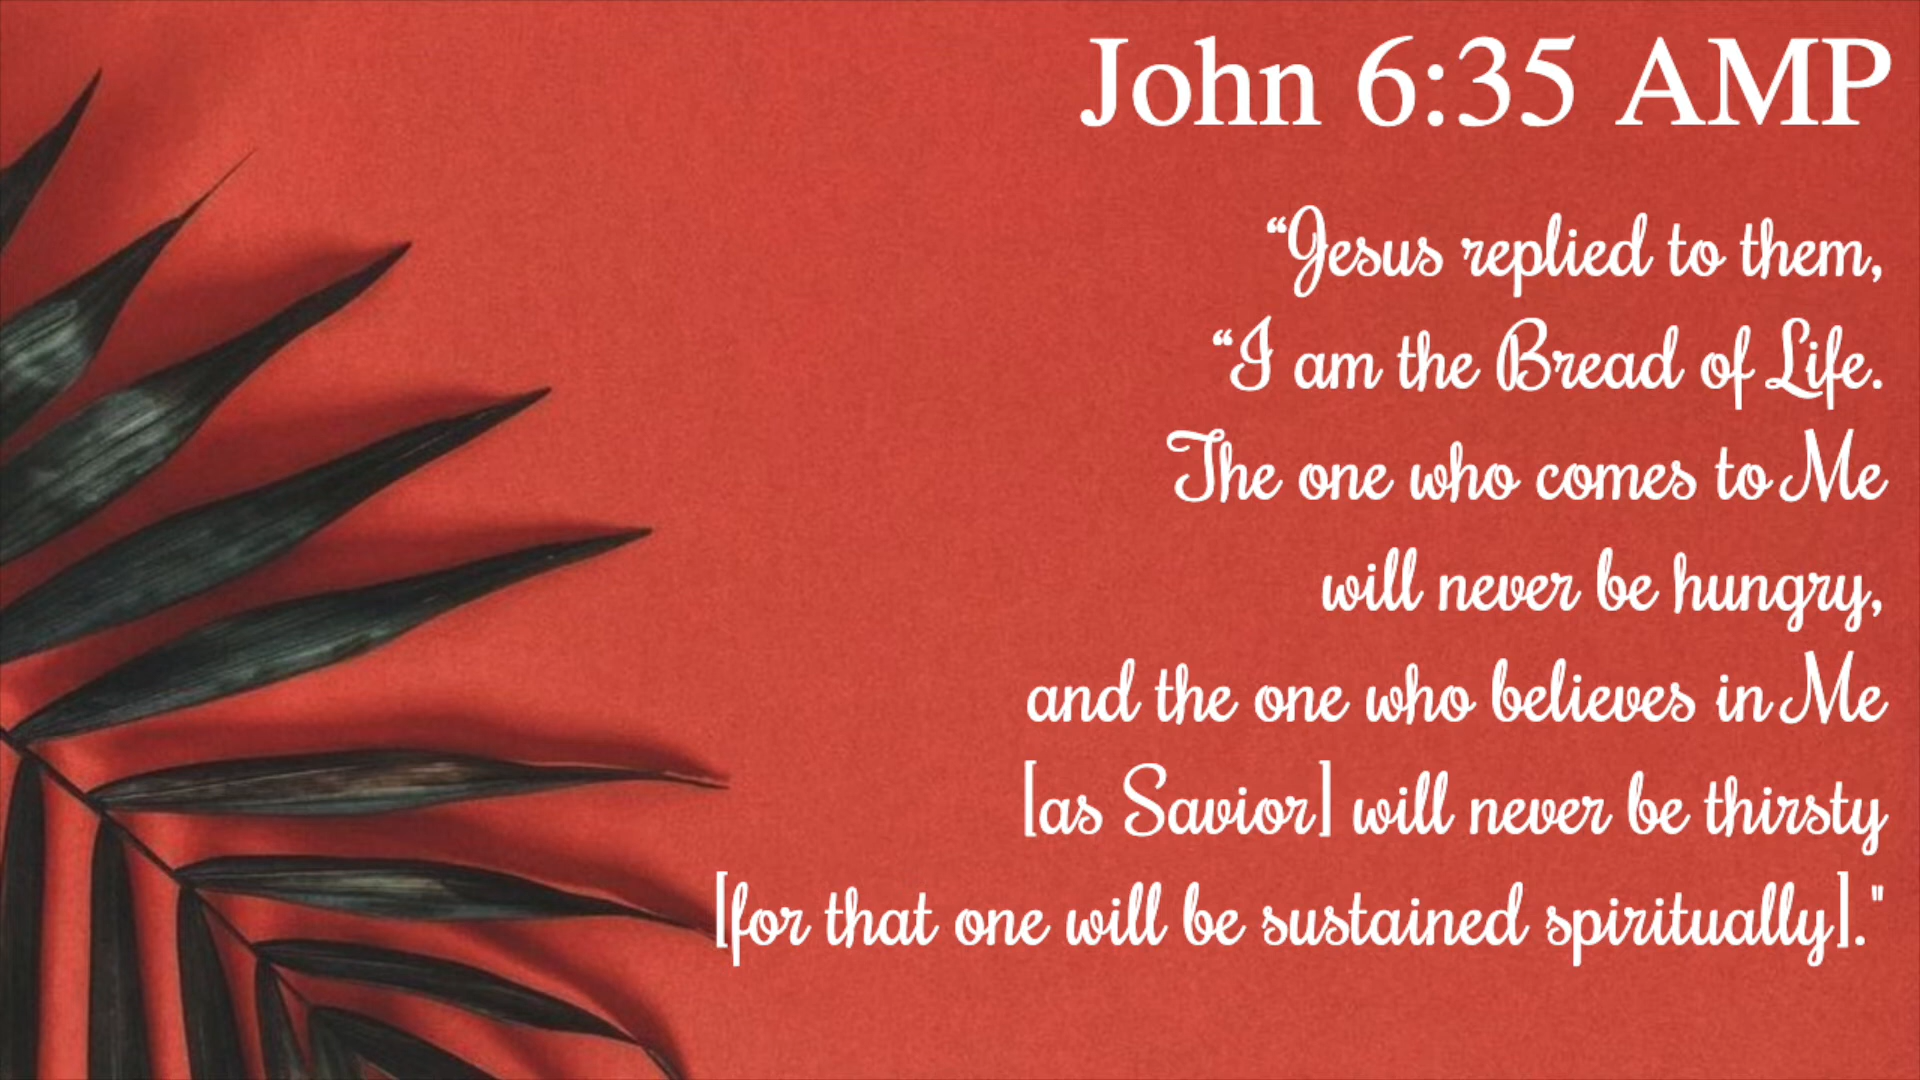 John 6:35 AMP
“Jesus replied to them,
“I am the Bread of Life.
The one who comes to Me
will never be hungry,
and the one who believes in Me
[as Savior] will never be thirsty
[for that one will be sustained spiritually]."